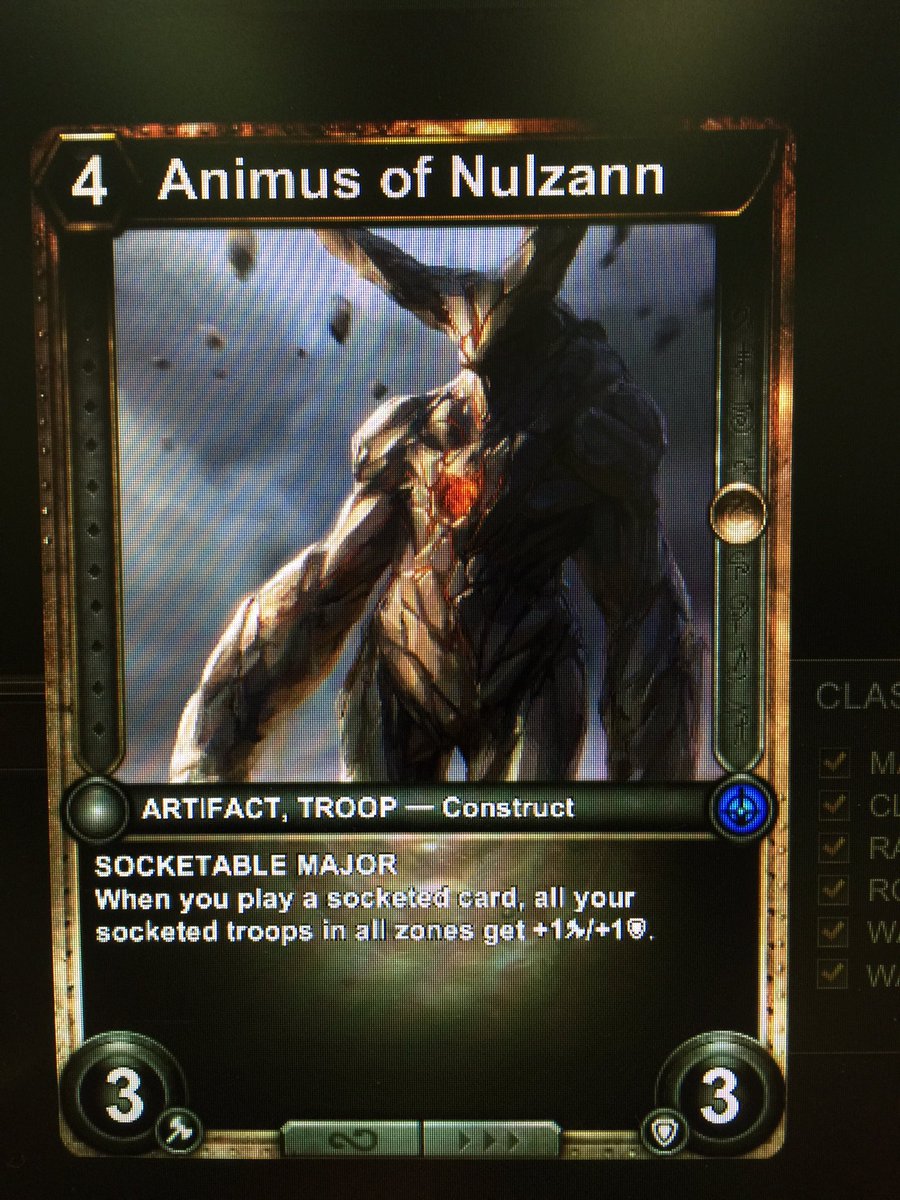 4 Animus of Nulzann
ARTIFACT, TROOP — Construct
SOCKETABLE MAJOR
When you play a socketed card, all your
socketed troops in all zones get +1/+1.
3
3